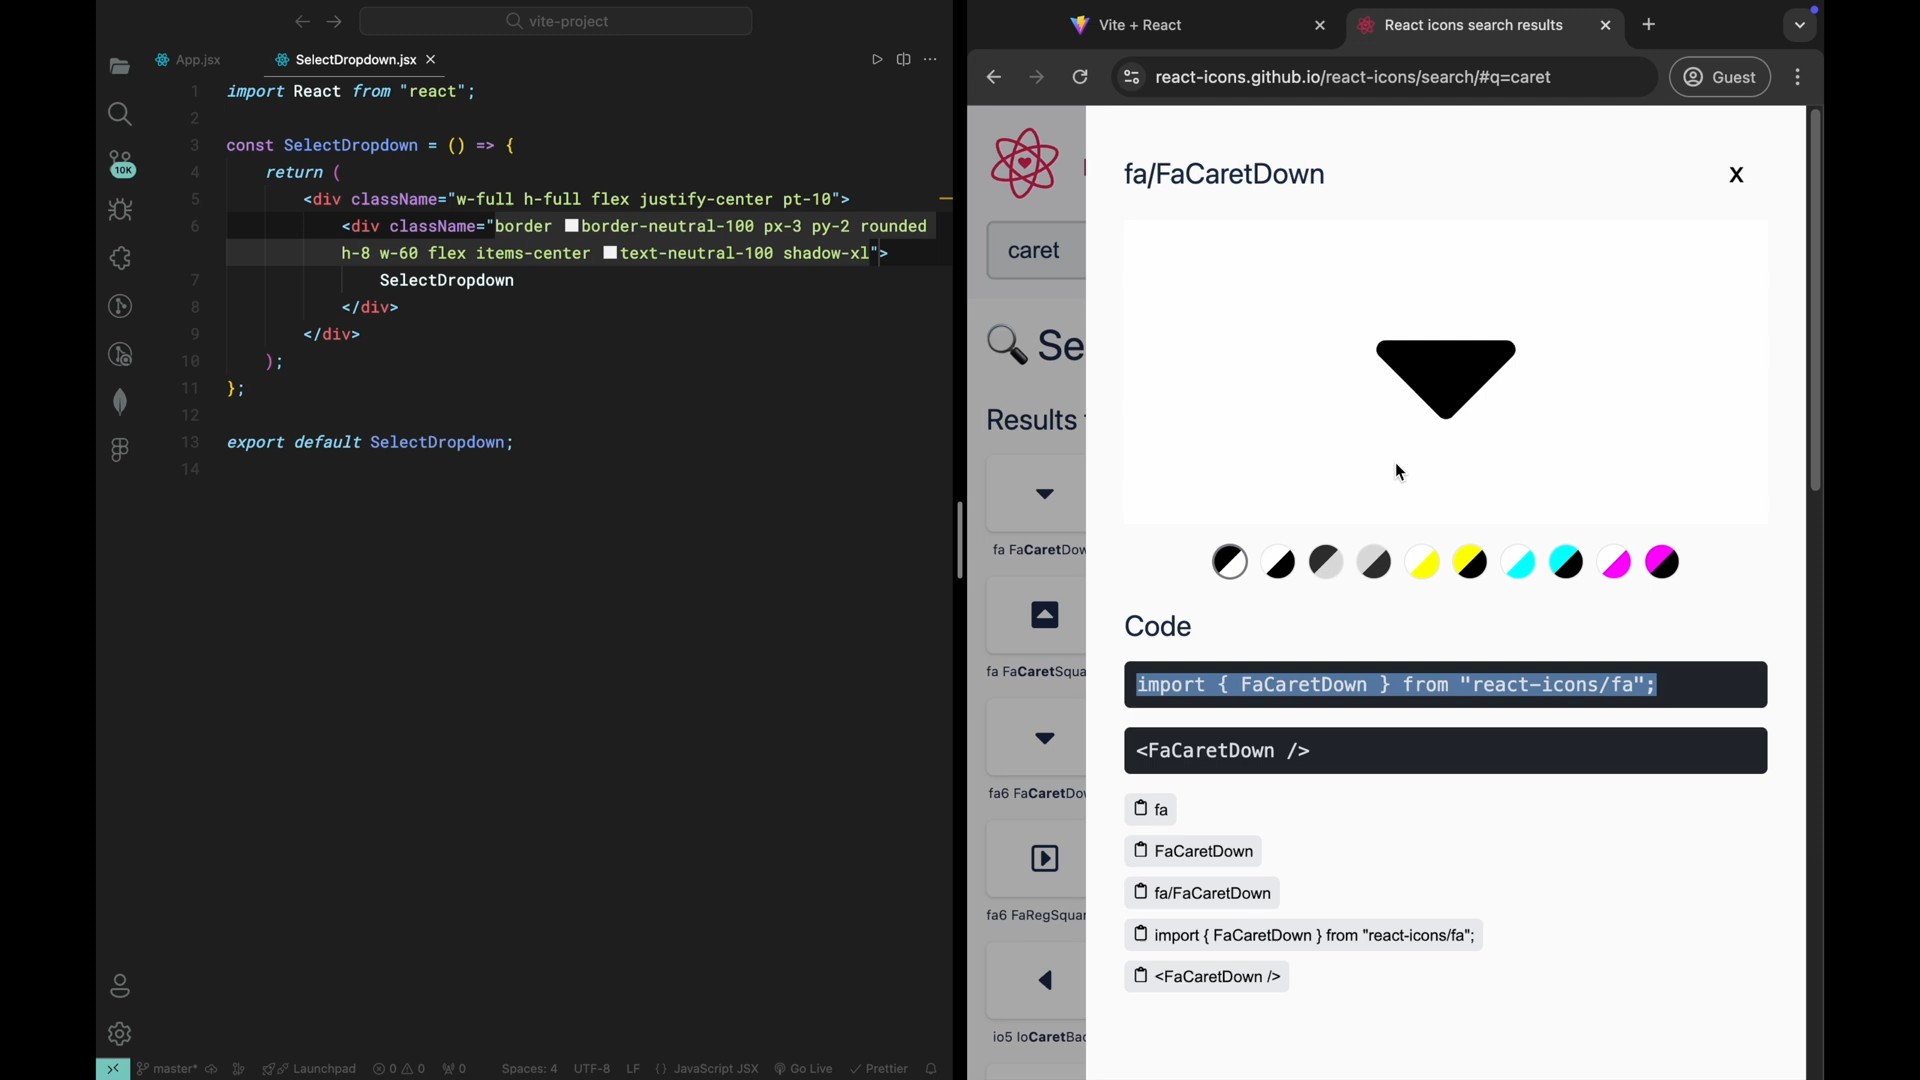 vite-project
App.jsx
SelectDropdown.jsx
1 import React from "react";
2
3 const SelectDropdown = () => {
4 return (
5 <div className="w-full h-full flex justify-center pt-10">
6 <div className="border border-neutral-100 px-3 py-2 rounded
h-8 w-60 flex items-center text-neutral-100 shadow-xl">
7 SelectDropdown
8 </div>
9 </div>
10 );
11 };
12
13 export default SelectDropdown;
14
10K
master*
Launchpad
0 0
0
Spaces: 4
UTF-8
LF
{} JavaScript JSX
Go Live
Prettier
Vite + React
React icons search results
react-icons.github.io/react-icons/search/#q=caret
Guest
caret
Se
Results
fa FaCaretDow
fa FaCaretSqua
fa6 FaCaretDo
fa6 FaRegSquar
io5 IoCaretBac
fa/FaCaretDown
X
Code
import { FaCaretDown } from "react-icons/fa";
<FaCaretDown />
fa
FaCaretDown
fa/FaCaretDown
import { FaCaretDown } from "react-icons/fa";
<FaCaretDown />